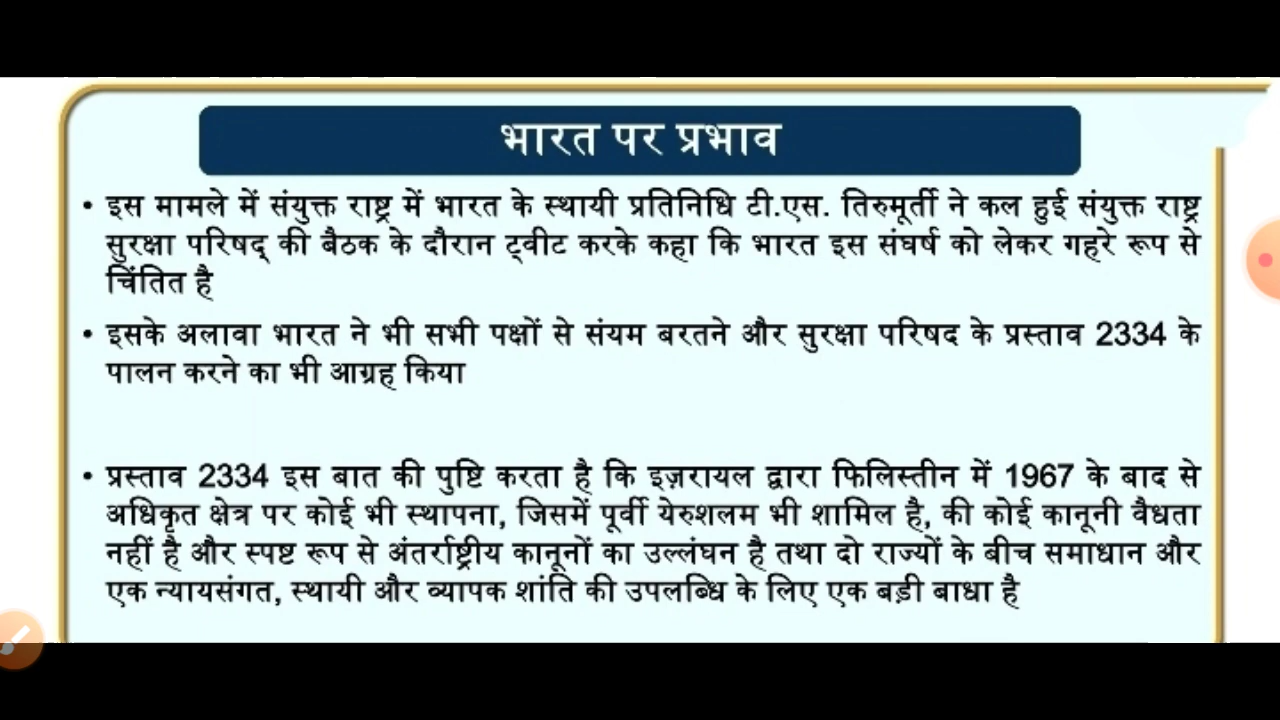 भारत पर प्रभाव
• इस मामले में संयुक्त राष्ट्र में भारत के स्थायी प्रतिनिधि टी.एस. तिरुमूर्ती ने कल हुई संयुक्त राष्ट्र
सुरक्षा परिषद् की बैठक के दौरान ट्वीट करके कहा कि भारत इस संघर्ष को लेकर गहरे रूप से
चिंतित है
• इसके अलावा भारत ने भी सभी पक्षों से संयम बरतने और सुरक्षा परिषद के प्रस्ताव 2334 के
पालन करने का भी आग्रह किया
• प्रस्ताव 2334 इस बात की पुष्टि करता है कि इज़रायल द्वारा फिलिस्तीन में 1967 के बाद से
अधिकृत क्षेत्र पर कोई भी स्थापना, जिसमें पूर्वी येरुशलम भी शामिल है, की कोई कानूनी वैधता
नहीं है और स्पष्ट रूप से अंतर्राष्ट्रीय कानूनों का उल्लंघन है तथा दो राज्यों के बीच समाधान और
एक न्यायसंगत, स्थायी और व्यापक शांति की उपलब्धि के लिए एक बड़ी बाधा है